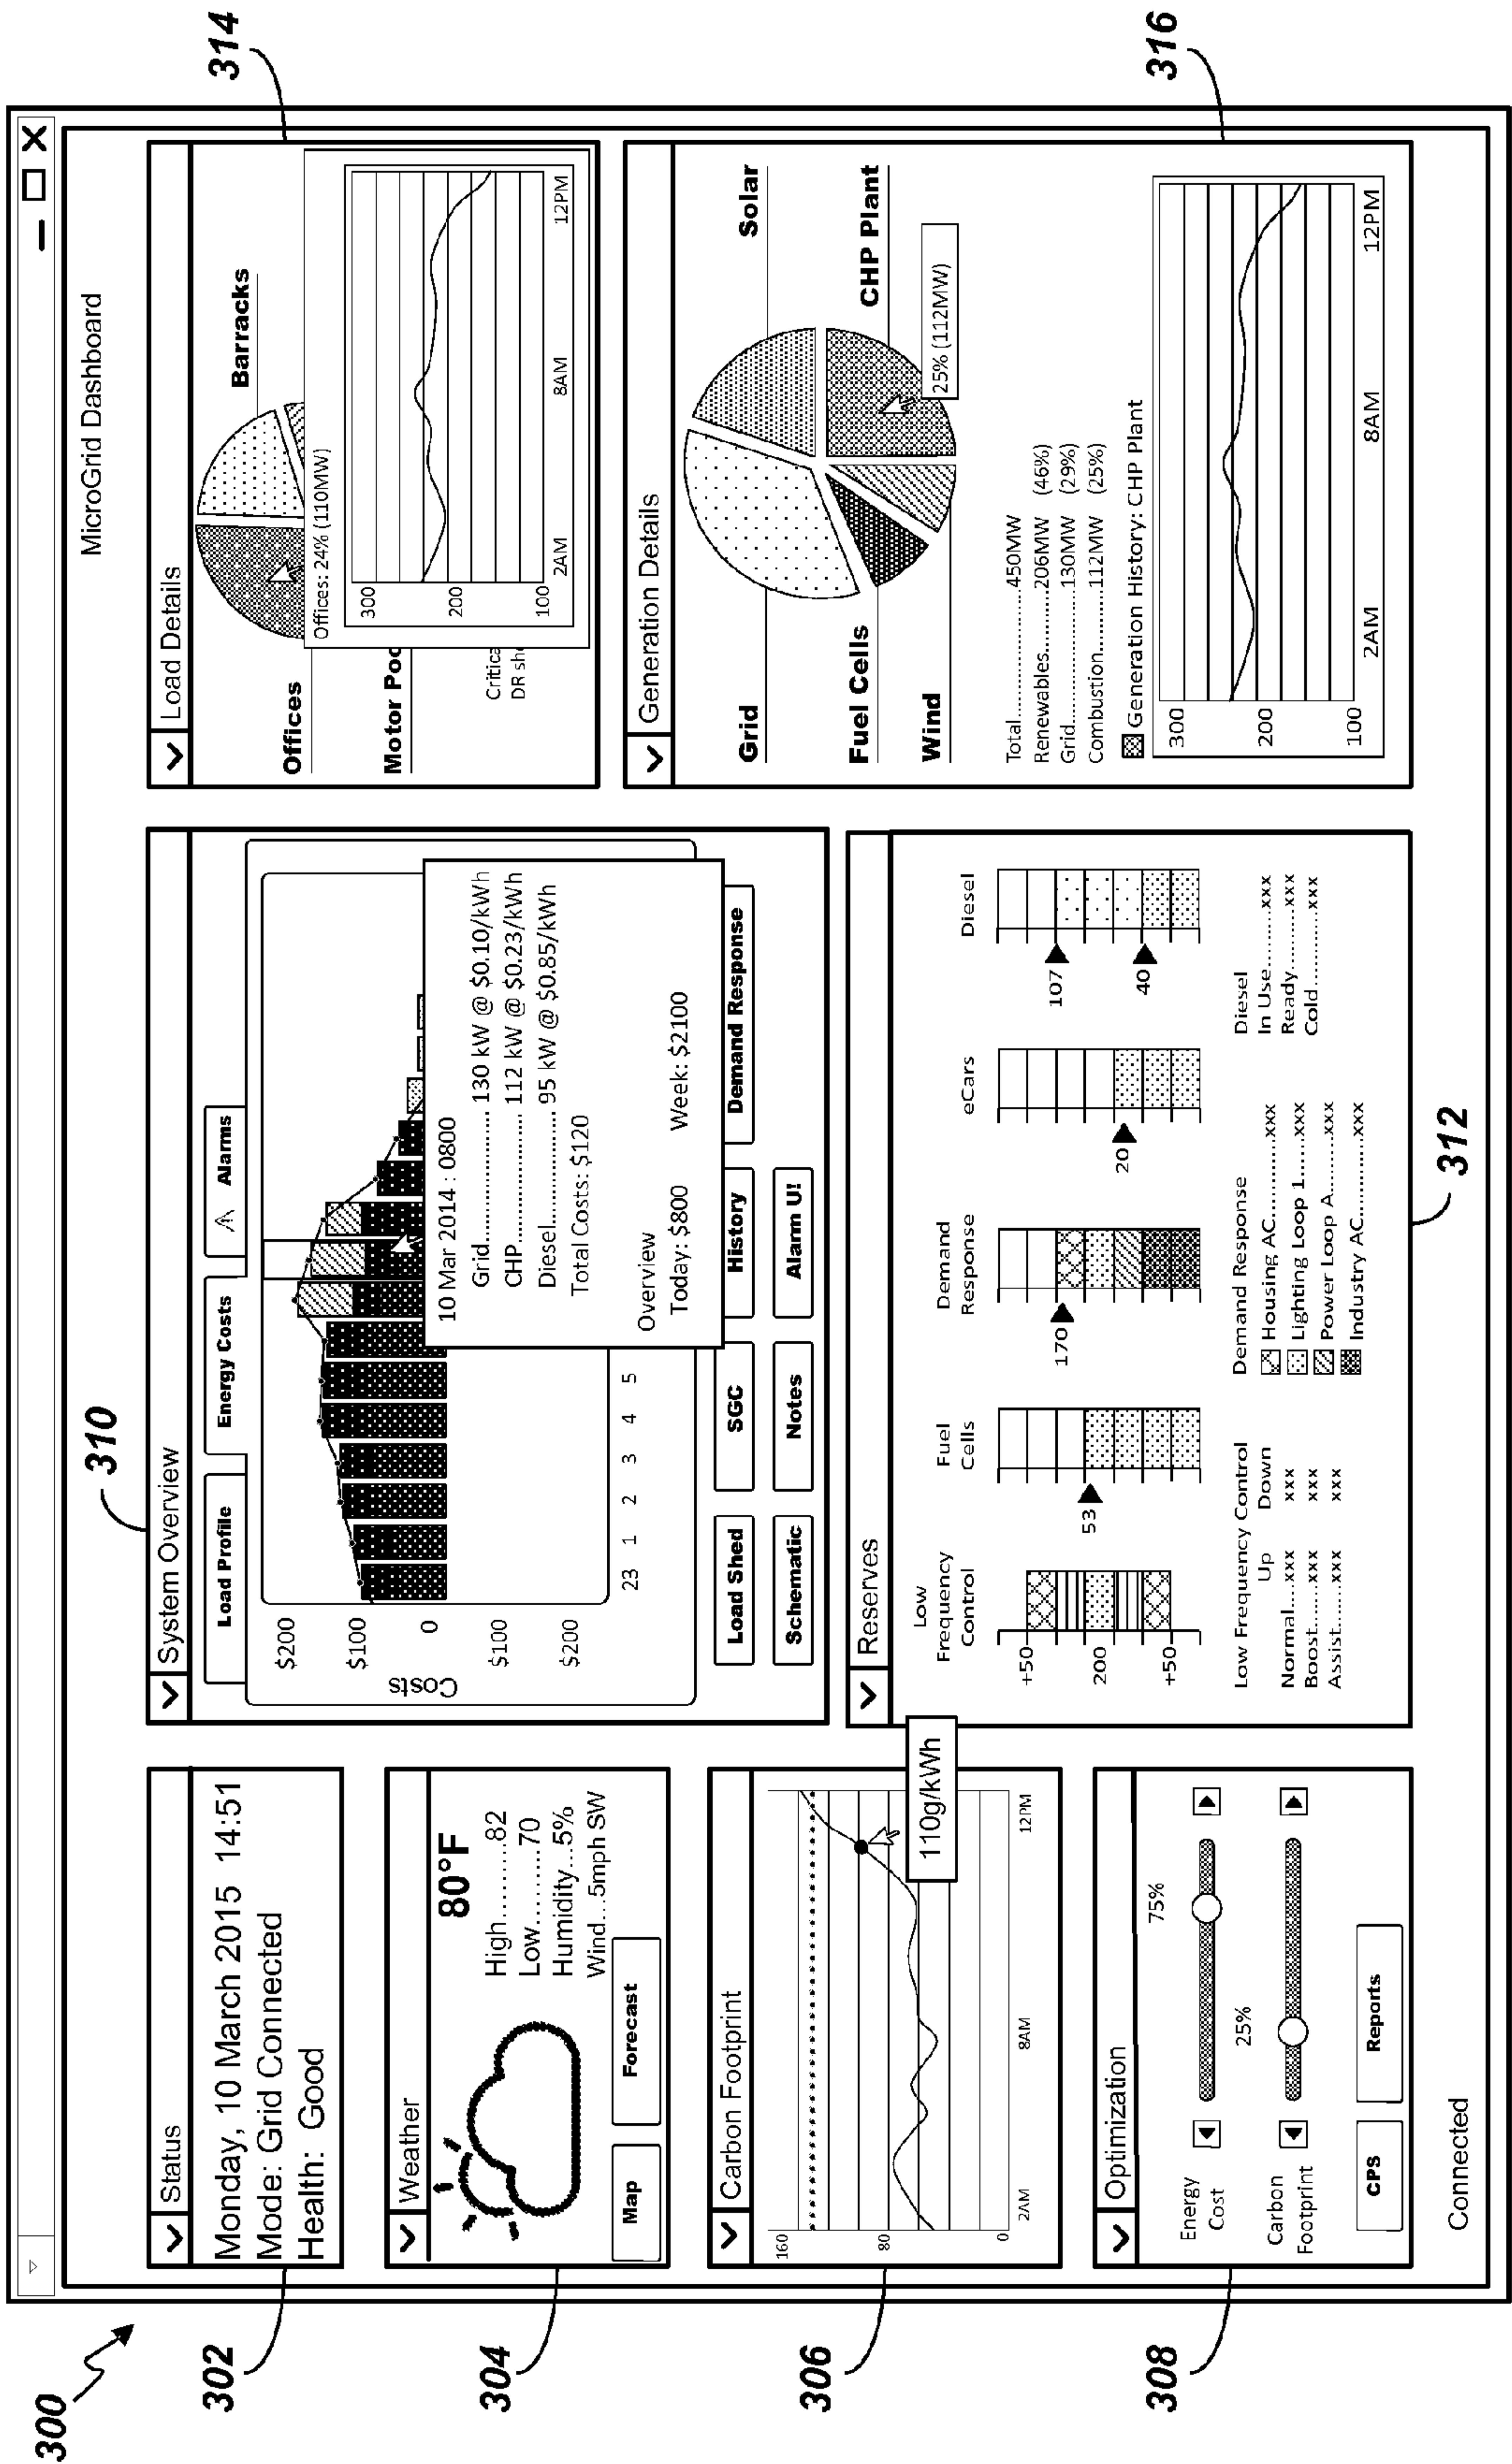 300
MicroGrid Dashboard
302
Status
Monday, 10 March 2015 14:51
Mode: Grid Connected
Health: Good
304
Weather
80°F
High..........82
Low..........70
Humidity...5%
Wind...5mph SW
Map
Forecast
306
Carbon Footprint
160
80
0
2AM
8AM
12PM
110g/kWh
308
Optimization
75%
Energy
Cost
25%
Carbon
Footprint
CPS
Reports
Connected
310
System Overview
Load Profile
Energy Costs
Alarms
Costs
$200
$100
0
$100
$200
23 1 2 3 4 5
10 Mar 2014 : 0800
Grid.................... 130 kW @ $0.10/kWh
CHP.................... 112 kW @ $0.23/kWh
Diesel................ 95 kW @ $0.85/kWh
Total Costs: $120
Overview
Today: $800 Week: $2100
Load Shed
SGC
History
Demand Response
Schematic
Notes
Alarm U!
312
Reserves
Low
Frequency
Control
+50
200
+50
Fuel
Cells
53
Demand
Response
170
eCars
20
Diesel
107
40
Low Frequency Control
Up Down
Normal...xxx xxx
Boost......xxx xxx
Assist......xxx xxx
Demand Response
Housing AC...........xxx
Lighting Loop 1.....xxx
Power Loop A........xxx
Industry AC...........xxx
Diesel
In Use........xxx
Ready........xxx
Cold..........xxx
314
Load Details
Offices
Barracks
Motor Poo
Offices: 24% (110MW)
Critica
DR sh
300
200
100
2AM
8AM
12PM
316
Generation Details
Grid
Solar
Fuel Cells
CHP Plant
Wind
25% (112MW)
Total...............450MW
Renewables.........206MW (46%)
Grid................130MW (29%)
Combustion..........112MW (25%)
Generation History: CHP Plant
300
200
100
2AM
8AM
12PM